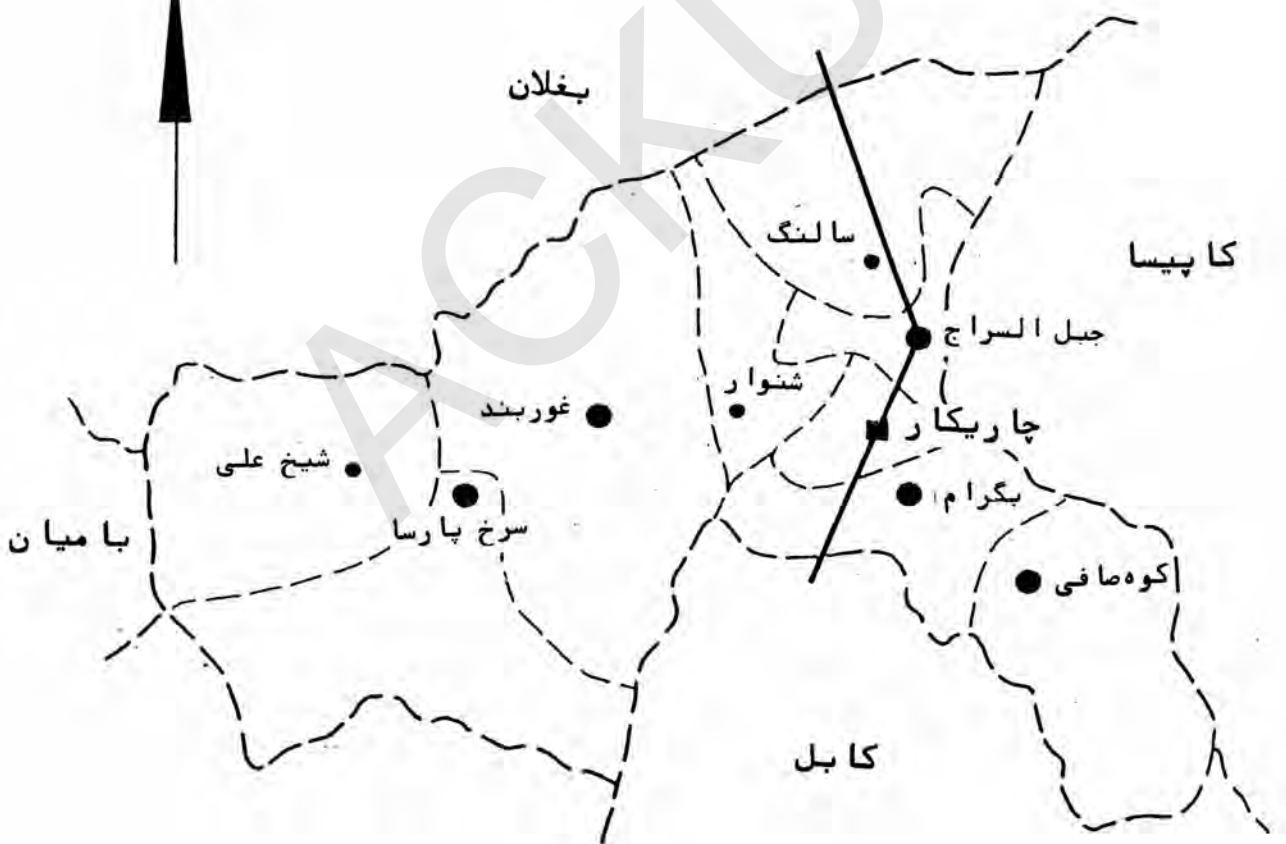 ACKU
بغلان
سالنگ
کاپیسا
جبل السراج
شنوار
غوربند
چاریکار
شیخ علی
بگرام
سرخ پارسا
بامیان
کوه صافی
کابل